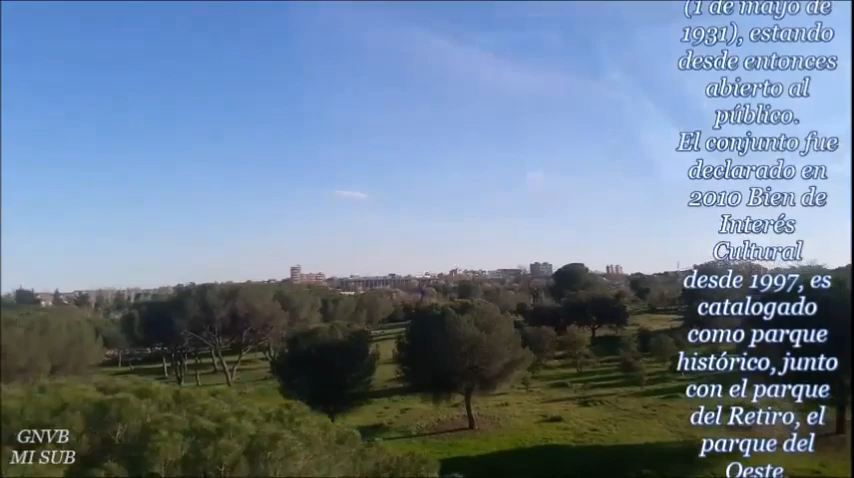 (1 de mayo de
1931), estando
desde entonces
abierto al
público.
El conjunto fue
declarado en
2010 Bien de
Interés
Cultural
desde 1997, es
catalogado
como parque
histórico, junto
con el parque
del Retiro, el
parque del
Oeste
GNVB
MI SUB